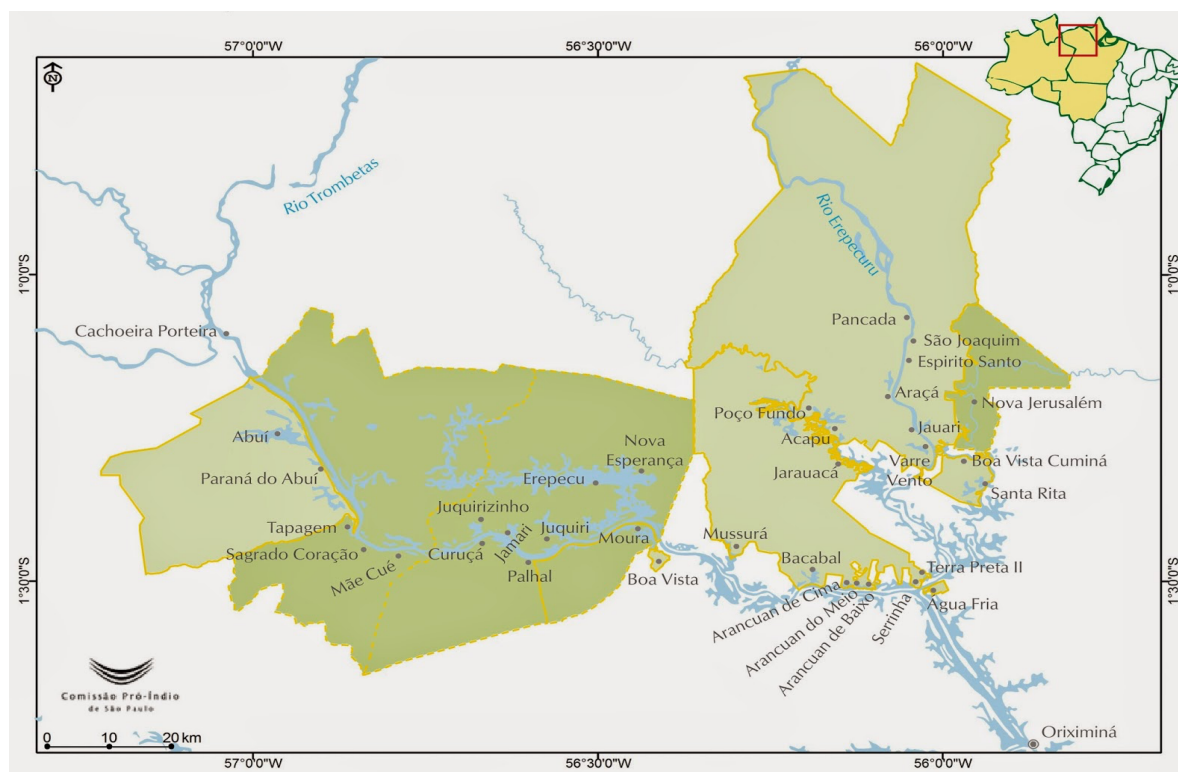 57°0'0"W
56°30'0"W
56°0'0"W
N
Rio Trombetas
Rio Erepecuru
1°0'0"S
1°0'0"S
Cachoeira Porteira
Pancada
São Joaquim
Espirito Santo
Araçá
Nova Jerusalém
Poço Fundo
Abuí
Acapu
Jauari
Nova
Esperança
Jarauacá
Varre
Vento
Boa Vista Cuminá
Paraná do Abuí
Erepecu
Santa Rita
Juquirizinho
Tapagem
Jamari
Juquiri
Moura
Mussurá
Sagrado Coração
Curuçá
Mãe Cué
Palhal
Boa Vista
Bacabal
Terra Preta II
1°30'0"S
1°30'0"S
Arancuan de Cima
Arancuan do Meio
Arancuan de Baixo
Serrinha
Água Fria
Comissão Pró-Índio
de São Paulo
Oriximiná
0 10 20 km
57°0'0"W
56°30'0"W
56°0'0"W